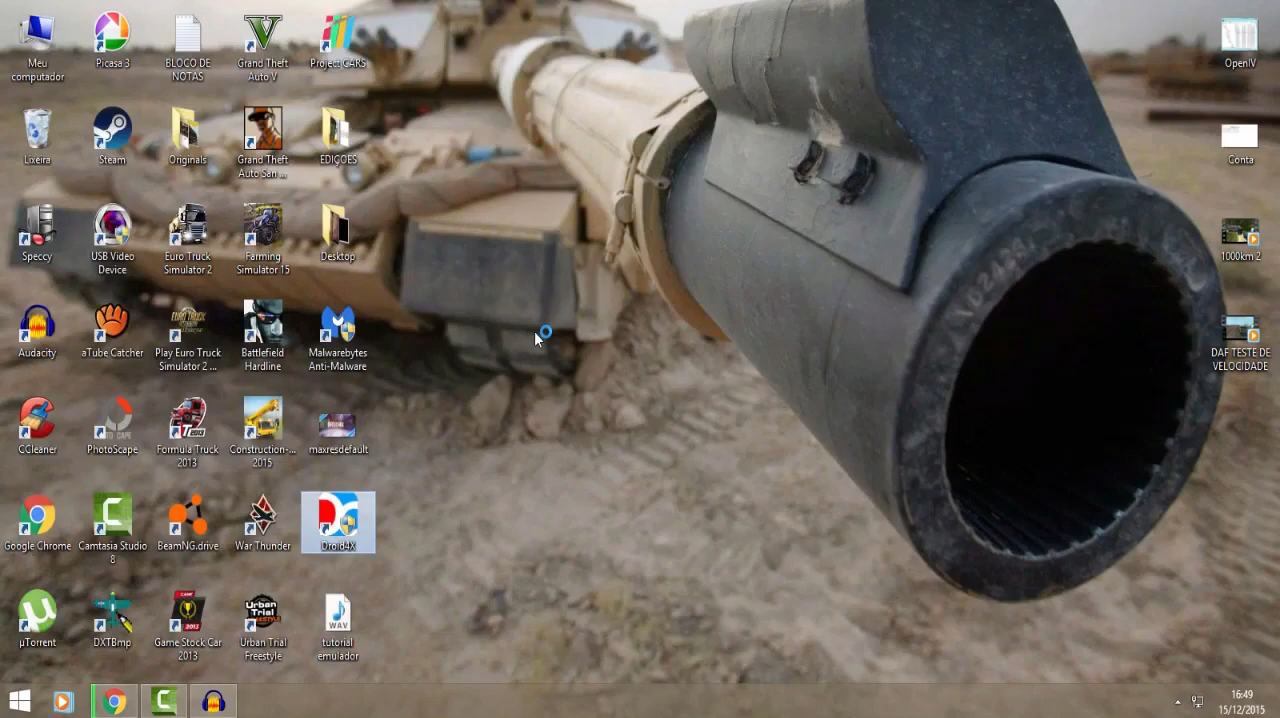 Meu
computador
Picasa 3
BLOCO DE
NOTAS
Grand Theft
Auto V
Project CARS
OpenIV
Lixeira
Steam
Originals
Grand Theft
Auto San ...
EDIÇOES
Conta
Speccy
USB Video
Device
Euro Truck
Simulator 2
Farming
Simulator 15
Desktop
1000km 2
Audacity
aTube Catcher
Play Euro Truck
Simulator 2 ...
Battlefield
Hardline
Malwarebytes
Anti-Malware
DAF TESTE DE
VELOCIDADE
CCleaner
PhotoScape
Formula Truck
2013
Construction-...
2015
maxresdefault
Google Chrome
Camtasia Studio
8
BeamNG.drive
War Thunder
Droid4X
µTorrent
DXTBmp
Game Stock Car
2013
Urban Trial
Freestyle
WAV
tutorial
emulador
16:49
15/12/2015